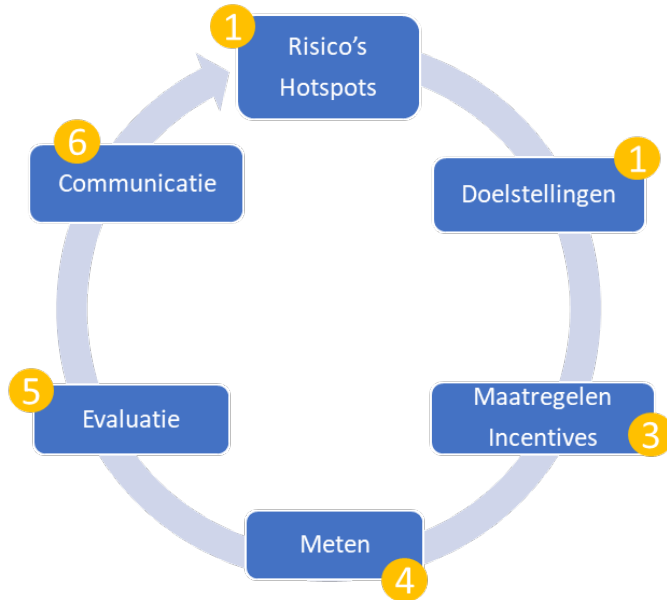 1
Risico's
Hotspots
1
Doelstellingen
Maatregelen
Incentives
3
Meten
4
5
Evaluatie
6
Communicatie